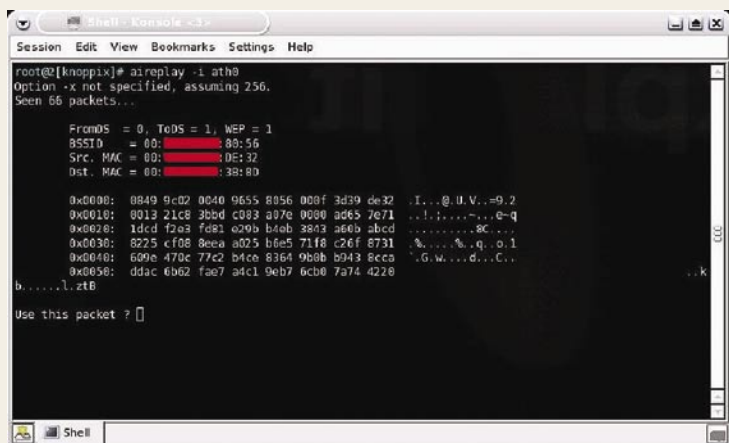 Shell - Konsole <3>
Session Edit View Bookmarks Settings Help
root@2[knoppix]# aireplay -i ath0
Option -x not specified, assuming 256.
Seen 66 packets...
FromDS = 0, ToDS = 1, WEP = 1
BSSID = 00: :80:56
Src. MAC = 00: :DE:32
Dst. MAC = 00: :3B:BD
0x0000: 0849 9c02 0040 9655 8056 000f 3d39 de32 .I...@.U.V..=9.2
0x0010: 0013 21c8 3bbd c083 a07e 0000 ad65 7e71 ..!.;....~...e~q
0x0020: 1dcd f2e3 fd81 e29b b4eb 3843 a60b abcd ..........8C....
0x0030: 8225 cf08 8eea a025 b6e5 71f8 c26f 8731 .%.....%..q..o.1
0x0040: 609e 470c 77c2 b4ce 8364 9b0b b943 8cca `.G.w....d...C..
0x0050: ddac 6b62 fae7 a4c1 9eb7 6cb0 7a74 4220 ..k
b......l.ztB
Use this packet ?
Shell